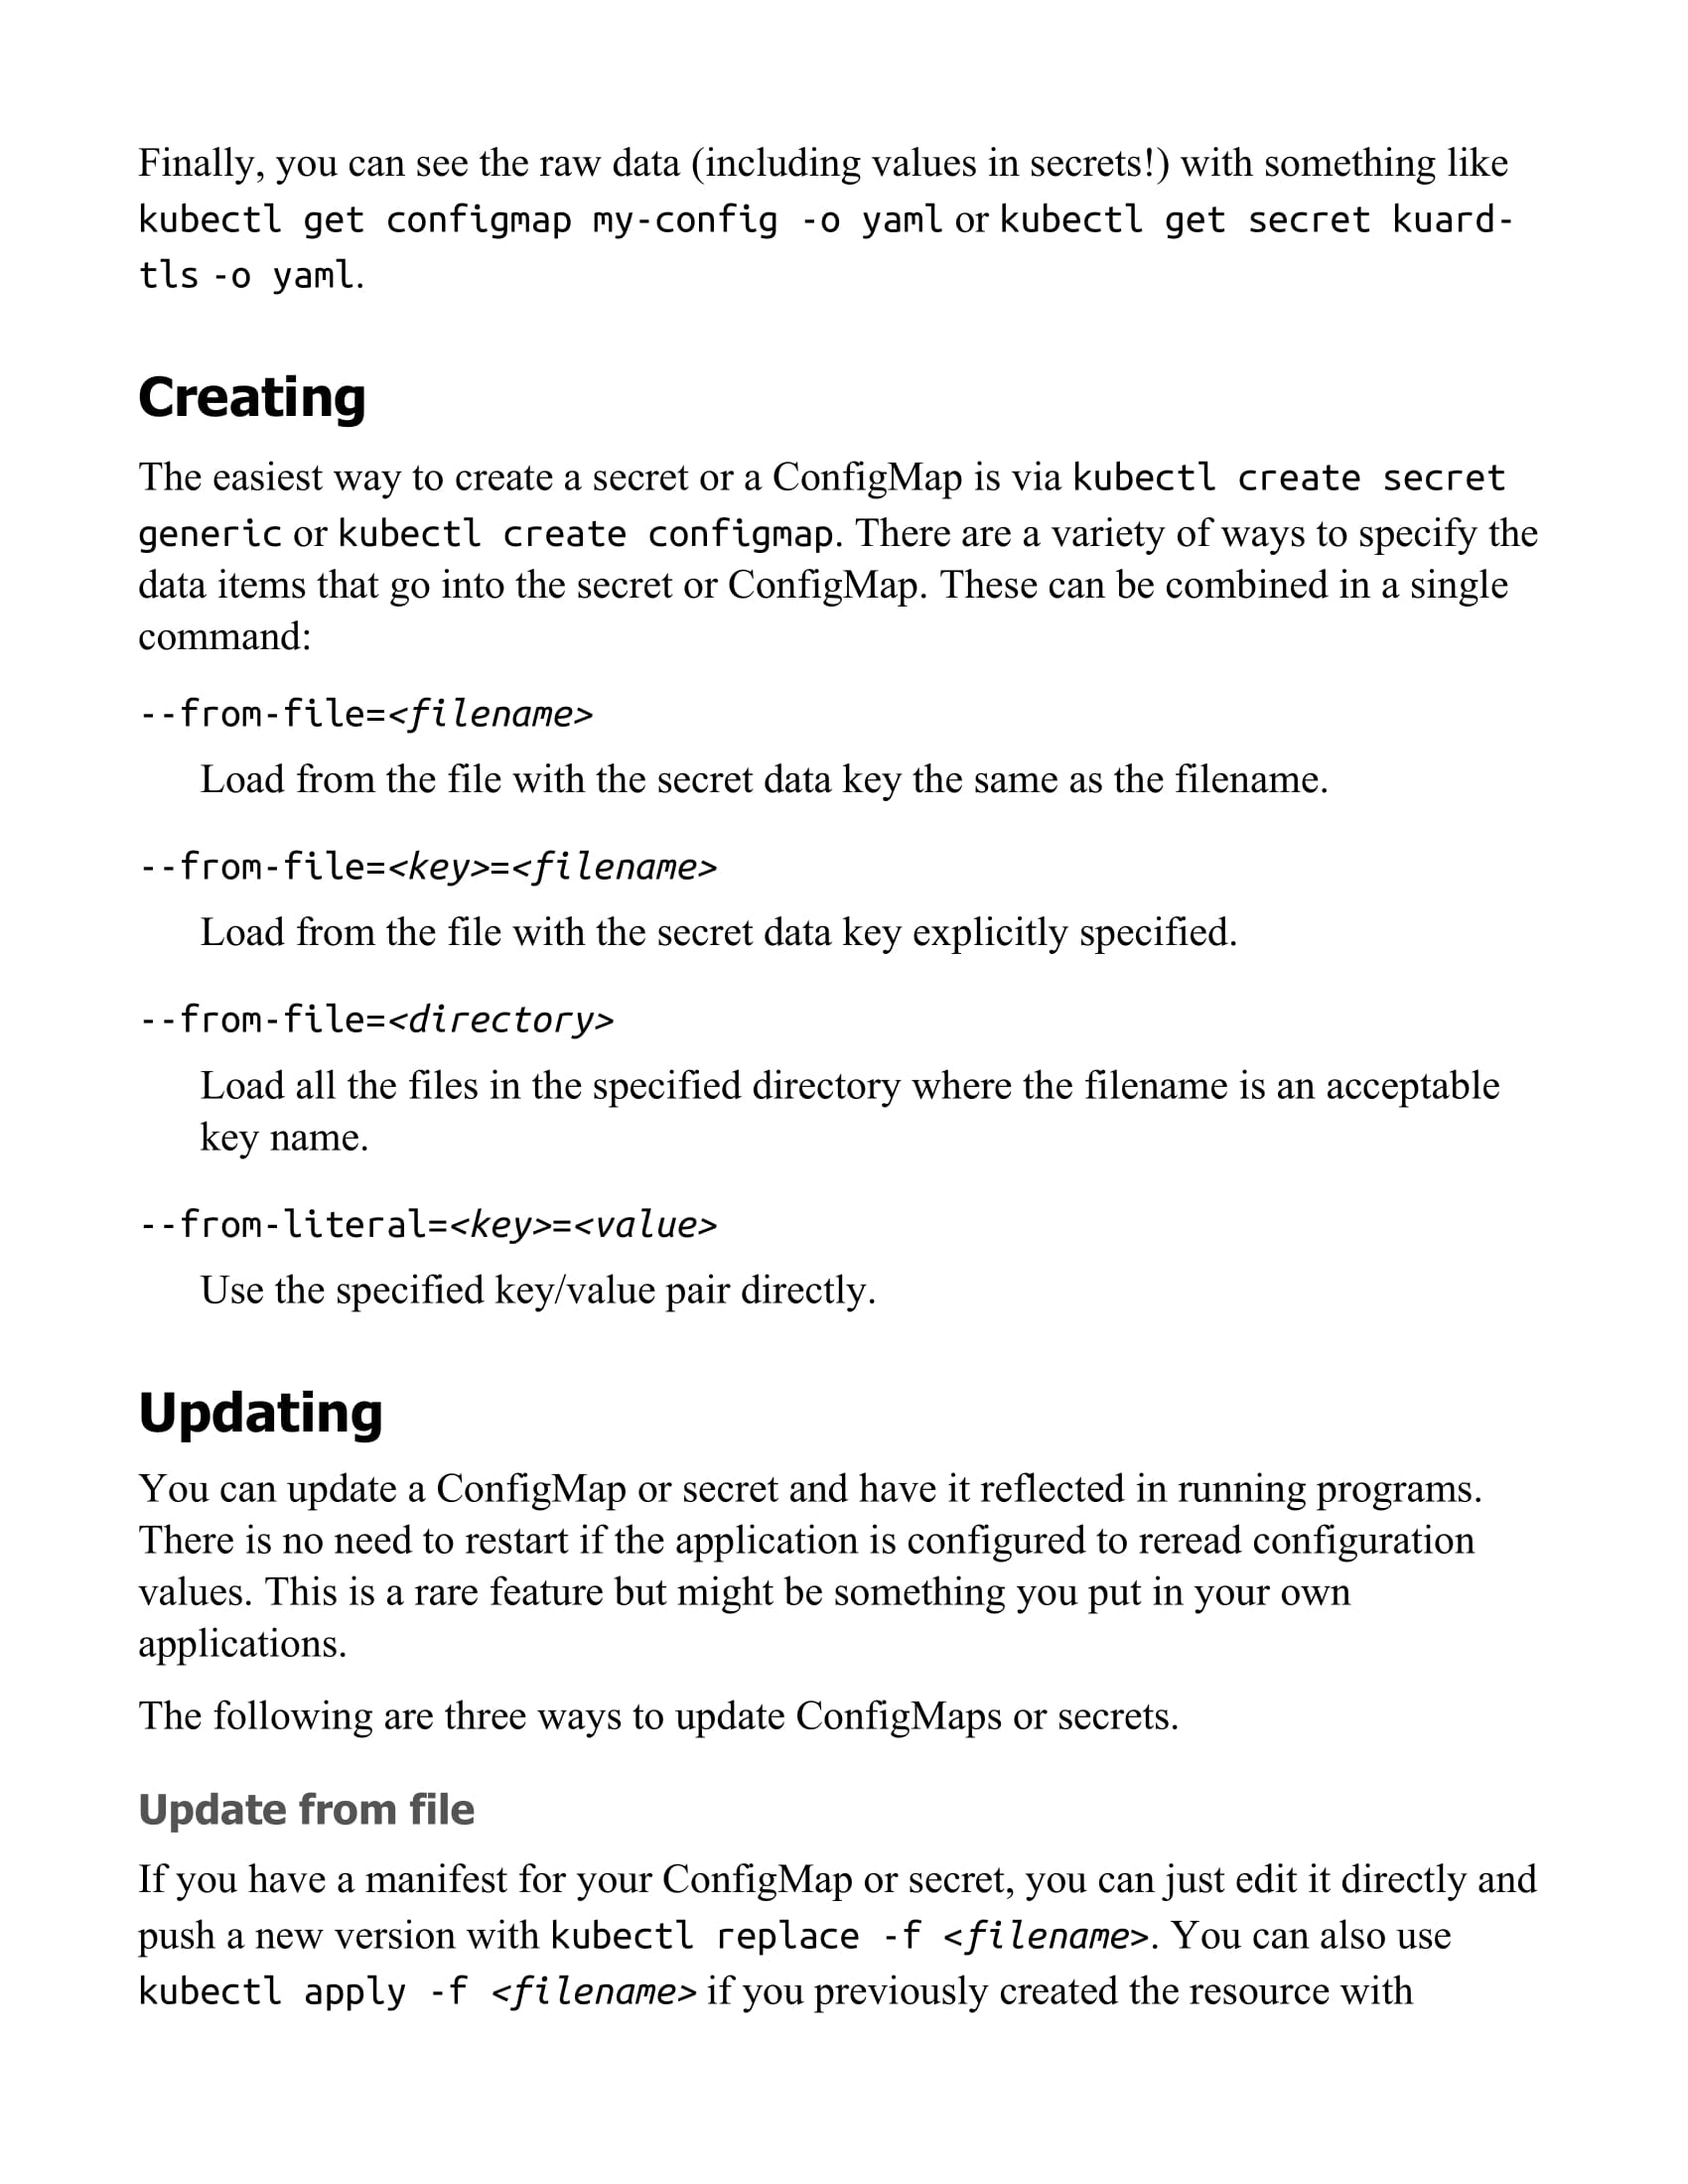 Finally, you can see the raw data (including values in secrets!) with something like
kubectl get configmap my-config -o yaml or kubectl get secret kuard-
tls -o yaml.
Creating
The easiest way to create a secret or a ConfigMap is via kubectl create secret
generic or kubectl create configmap. There are a variety of ways to specify the
data items that go into the secret or ConfigMap. These can be combined in a single
command:
--from-file=<filename>
Load from the file with the secret data key the same as the filename.
--from-file=<key>=<filename>
Load from the file with the secret data key explicitly specified.
--from-file=<directory>
Load all the files in the specified directory where the filename is an acceptable
key name.
--from-literal=<key>=<value>
Use the specified key/value pair directly.
Updating
You can update a ConfigMap or secret and have it reflected in running programs.
There is no need to restart if the application is configured to reread configuration
values. This is a rare feature but might be something you put in your own
applications.
The following are three ways to update ConfigMaps or secrets.
Update from file
If you have a manifest for your ConfigMap or secret, you can just edit it directly and
push a new version with kubectl replace -f <filename>. You can also use
kubectl apply -f <filename> if you previously created the resource with